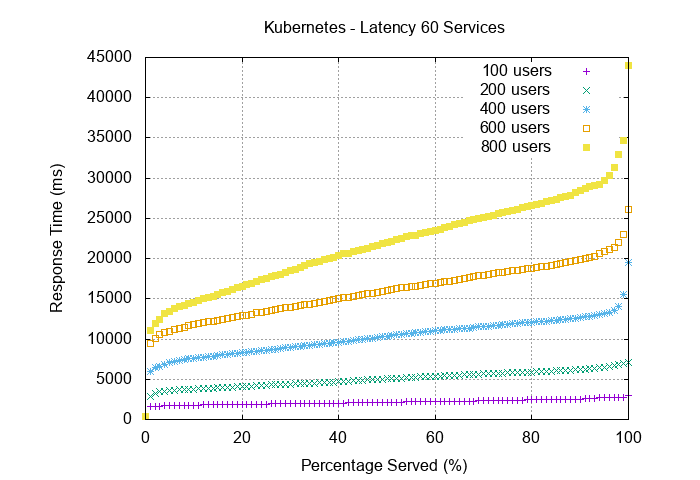 Kubernetes - Latency 60 Services
45000
40000
35000
30000
25000
20000
15000
10000
5000
0
Response Time (ms)
100 users
200 users
400 users
600 users
800 users
0 20 40 60 80 100
Percentage Served (%)